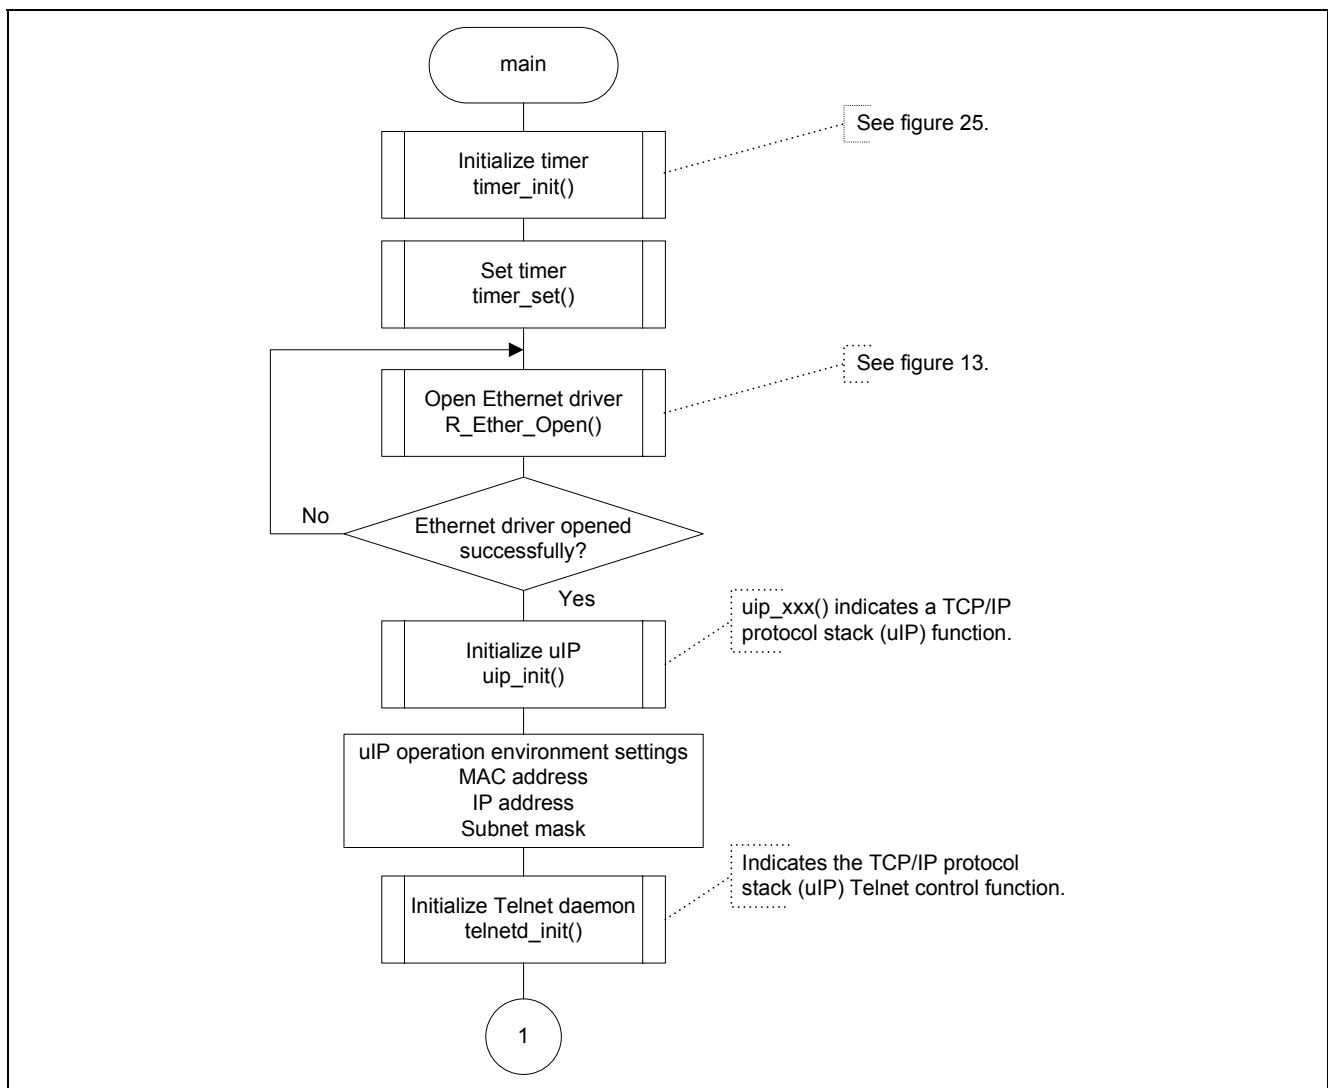 main
See figure 25.
Initialize timer
timer_init()
Set timer
timer_set()
See figure 13.
Open Ethernet driver
R_Ether_Open()
No
Ethernet driver opened
successfully?
Yes
uip_xxx() indicates a TCP/IP
protocol stack (uIP) function.
Initialize uIP
uip_init()
uIP operation environment settings
MAC address
IP address
Subnet mask
Indicates the TCP/IP protocol
stack (uIP) Telnet control function.
Initialize Telnet daemon
telnetd_init()
1